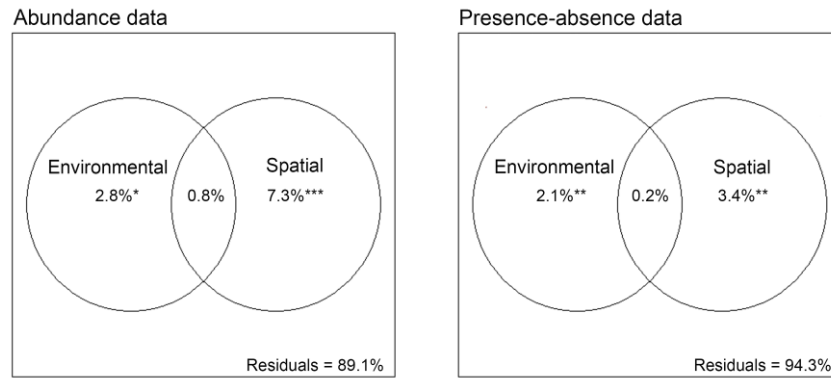 Abundance data
Environmental
Spatial
2.8%*
0.8%
7.3%***
Residuals = 89.1%
Presence-absence data
Environmental
Spatial
2.1%**
0.2%
3.4%**
Residuals = 94.3%